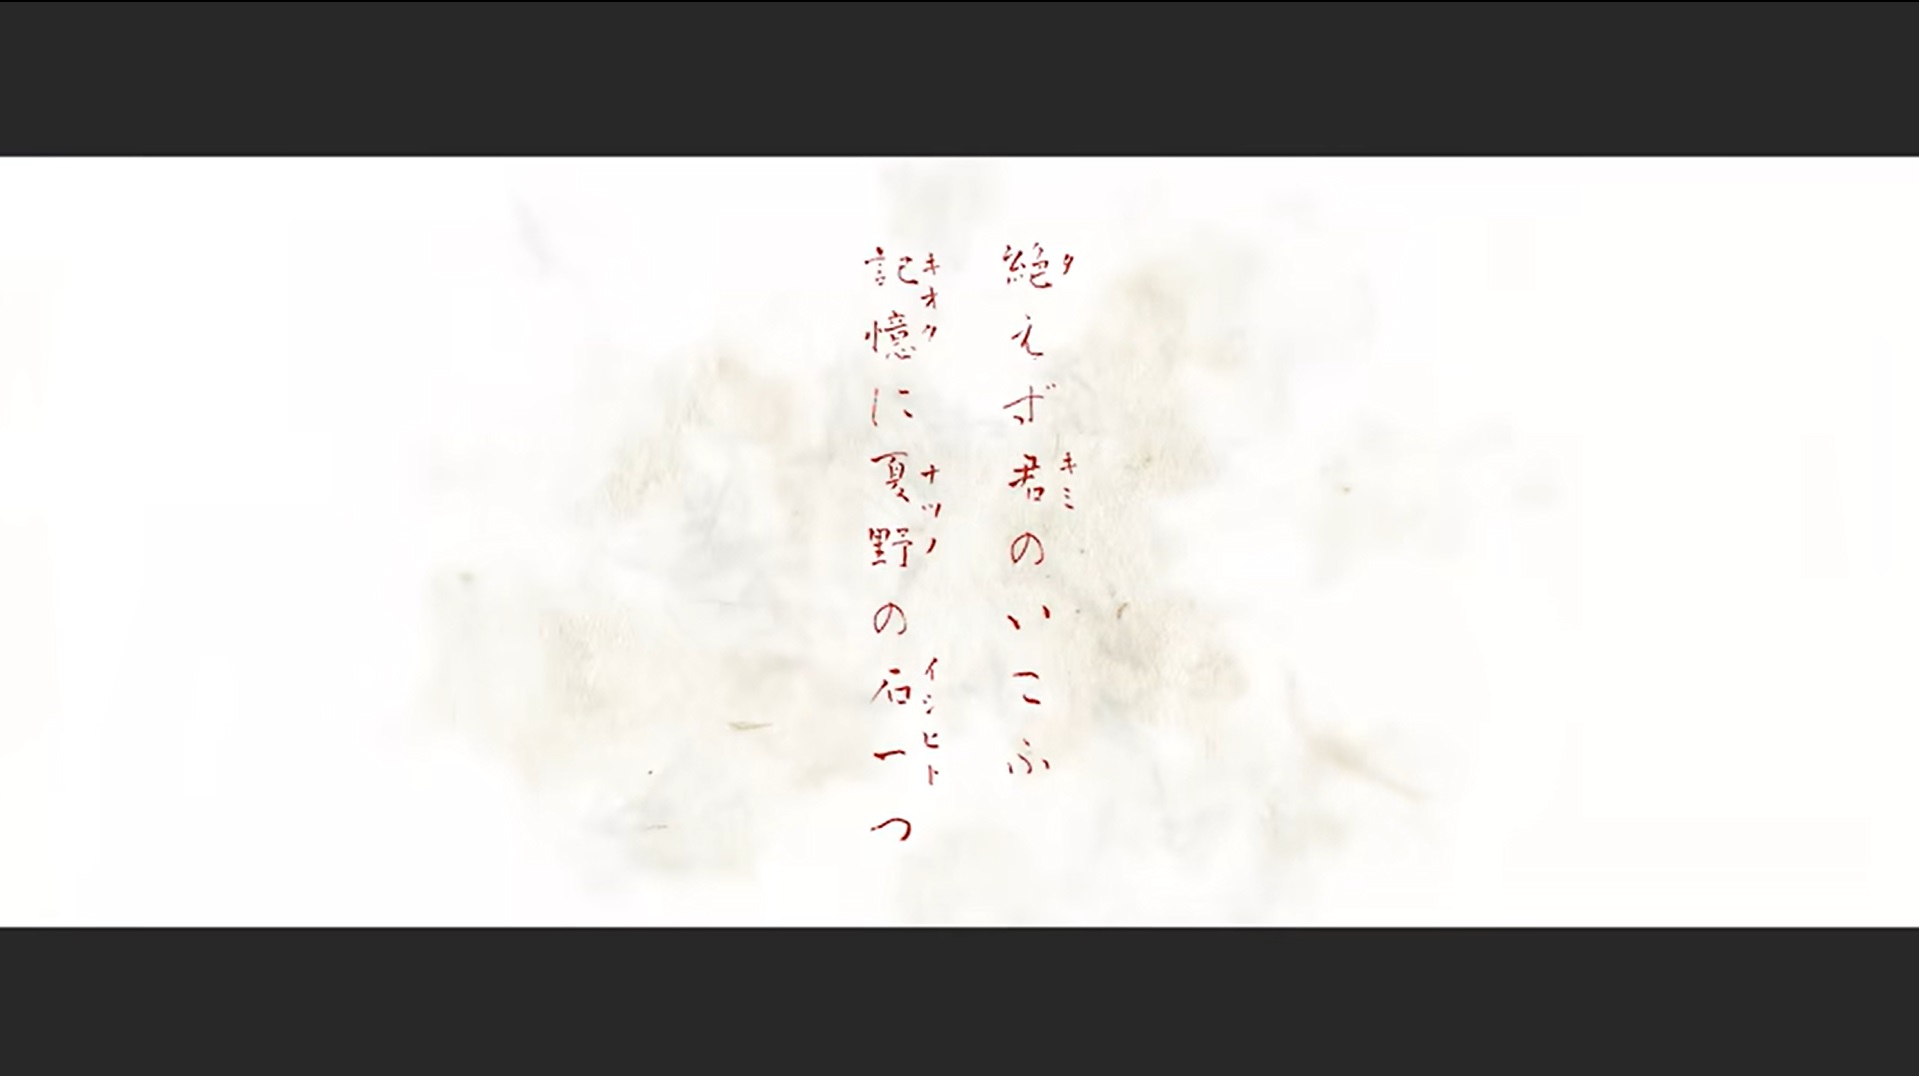 絶えず君のいこふ
記憶に夏野の石一つ
タ
キミ
キオク
ナツノ
イシヒト